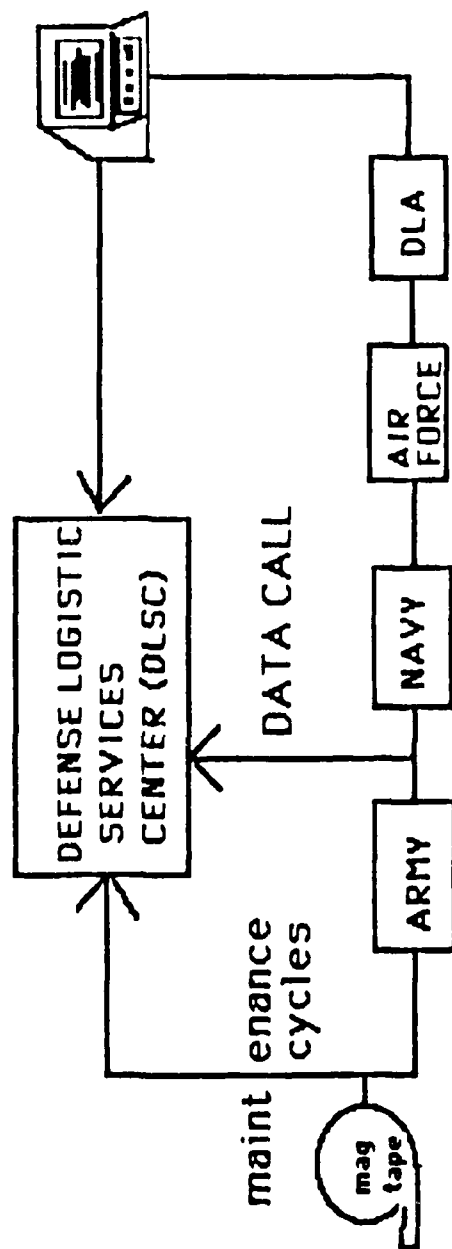 DEFENSE LOGISTIC
SERVICES
CENTER (DLSC)
maint enance
cycles
DATA CALL
mag
tape
ARMY
NAVY
AIR
FORCE
DLA